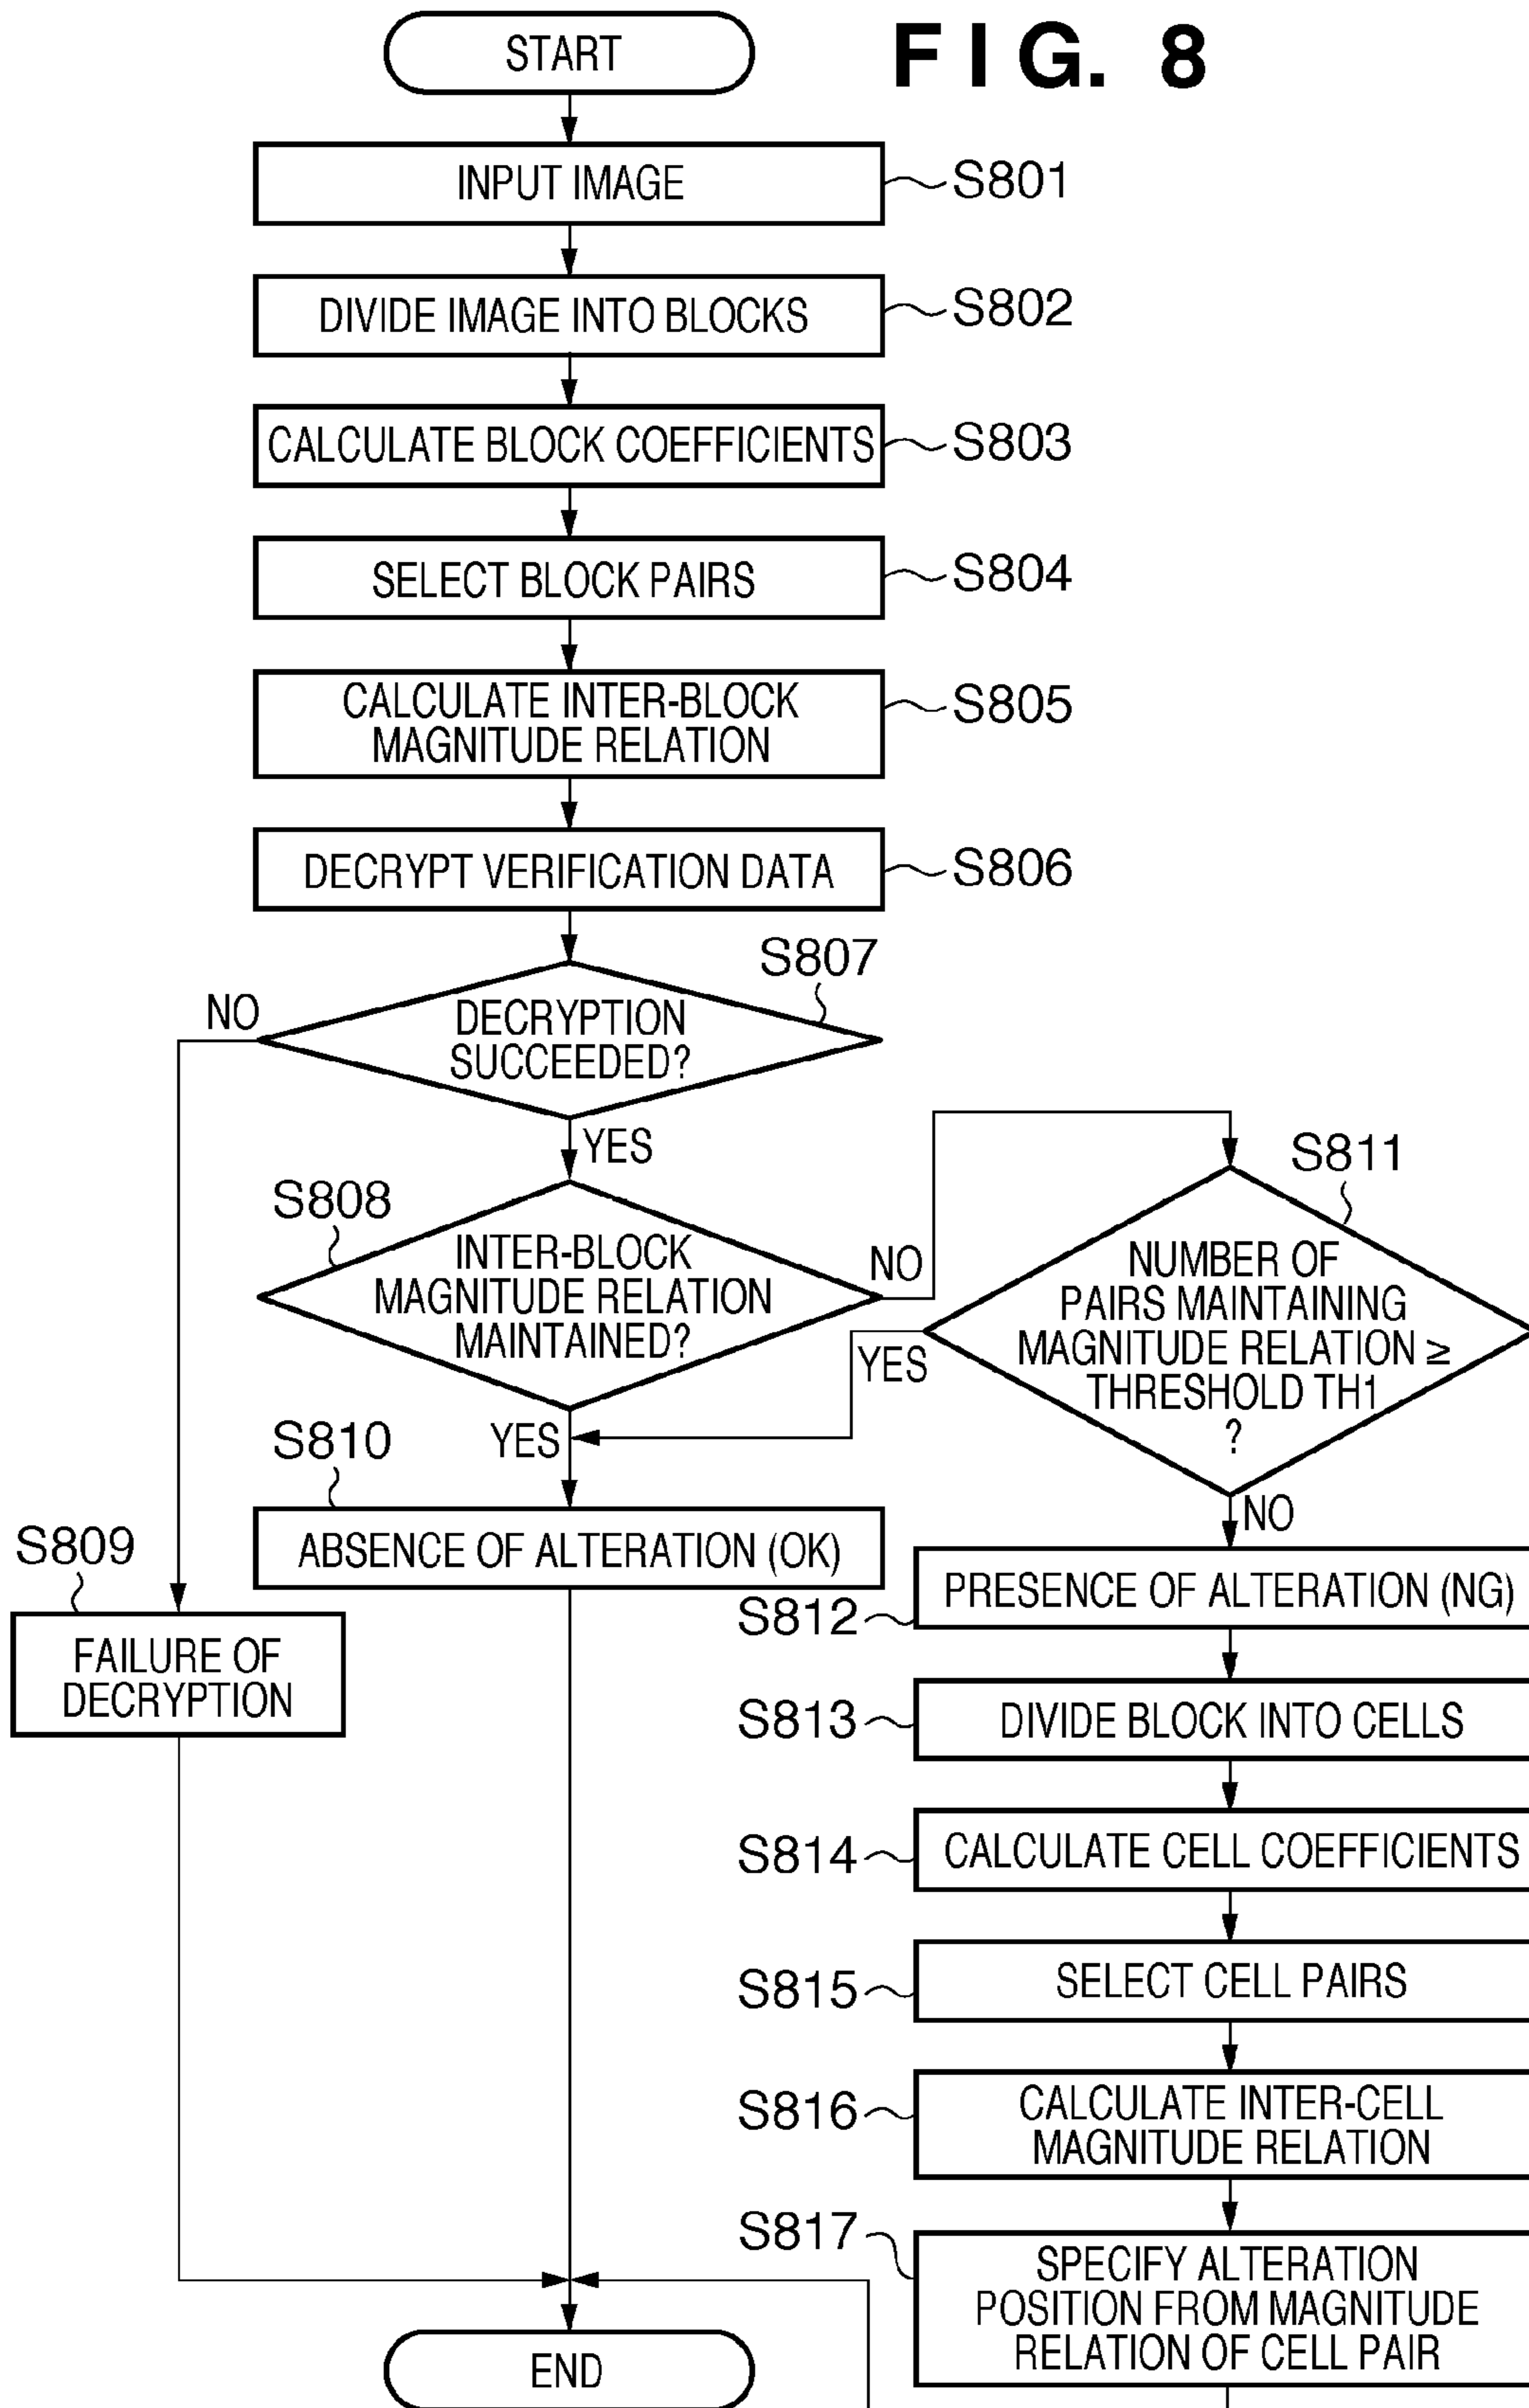 FIG. 8
START
INPUT IMAGE
S801
DIVIDE IMAGE INTO BLOCKS
S802
CALCULATE BLOCK COEFFICIENTS
S803
SELECT BLOCK PAIRS
S804
CALCULATE INTER-BLOCK
MAGNITUDE RELATION
S805
DECRYPT VERIFICATION DATA
S806
S807
NO
DECRYPTION
SUCCEEDED?
YES
S808
INTER-BLOCK
MAGNITUDE RELATION
MAINTAINED?
NO
YES
S811
NUMBER OF
PAIRS MAINTAINING
MAGNITUDE RELATION ≥
THRESHOLD TH1
?
YES
NO
S810
ABSENCE OF ALTERATION (OK)
S809
FAILURE OF
DECRYPTION
PRESENCE OF ALTERATION (NG)
S812
S813
DIVIDE BLOCK INTO CELLS
S814
CALCULATE CELL COEFFICIENTS
S815
SELECT CELL PAIRS
S816
CALCULATE INTER-CELL
MAGNITUDE RELATION
S817
SPECIFY ALTERATION
POSITION FROM MAGNITUDE
RELATION OF CELL PAIR
END